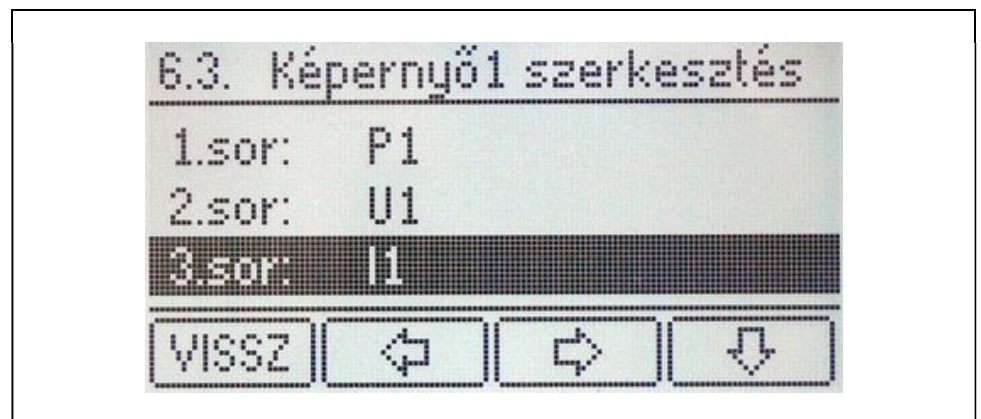 6.3. Képernyő1 szerkesztés
1.sor: P1
2.sor: U1
3.sor: I1
VISSZ